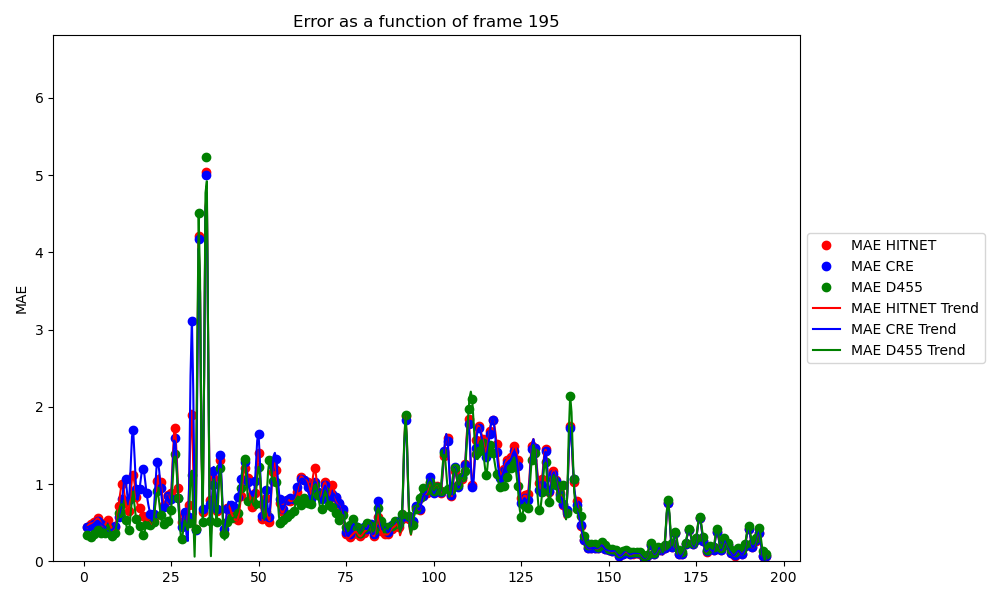 Error as a function of frame 195
MAE
6
5
4
3
2
1
0
0
25
50
75
100
125
150
175
200
MAE HITNET
MAE CRE
MAE D455
MAE HITNET Trend
MAE CRE Trend
MAE D455 Trend